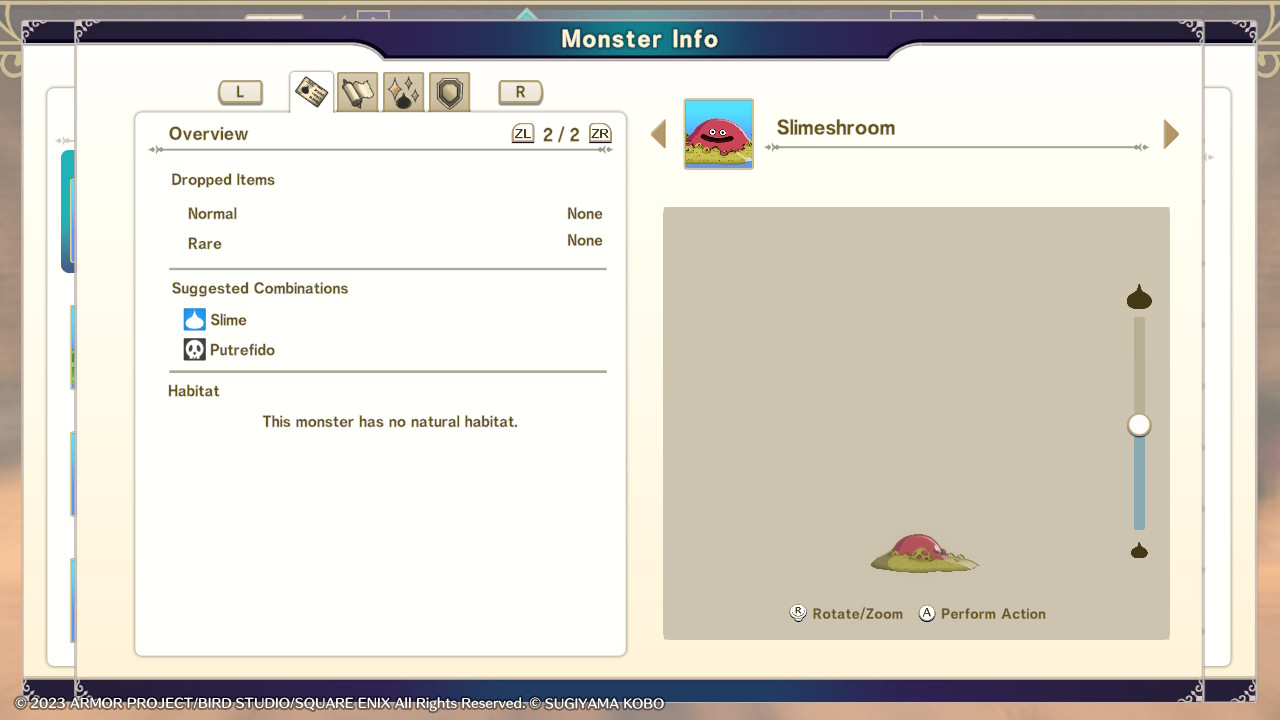 Monster Info
L
R
Overview
ZL 2 / 2 ZR
Slimeshroom
Dropped Items
Normal None
Rare None
Suggested Combinations
Slime
Putrefido
Habitat
This monster has no natural habitat.
R Rotate/Zoom A Perform Action
© 2023 ARMOR PROJECT/BIRD STUDIO/SQUARE ENIX All Rights Reserved. © SUGIYAMA KOBO